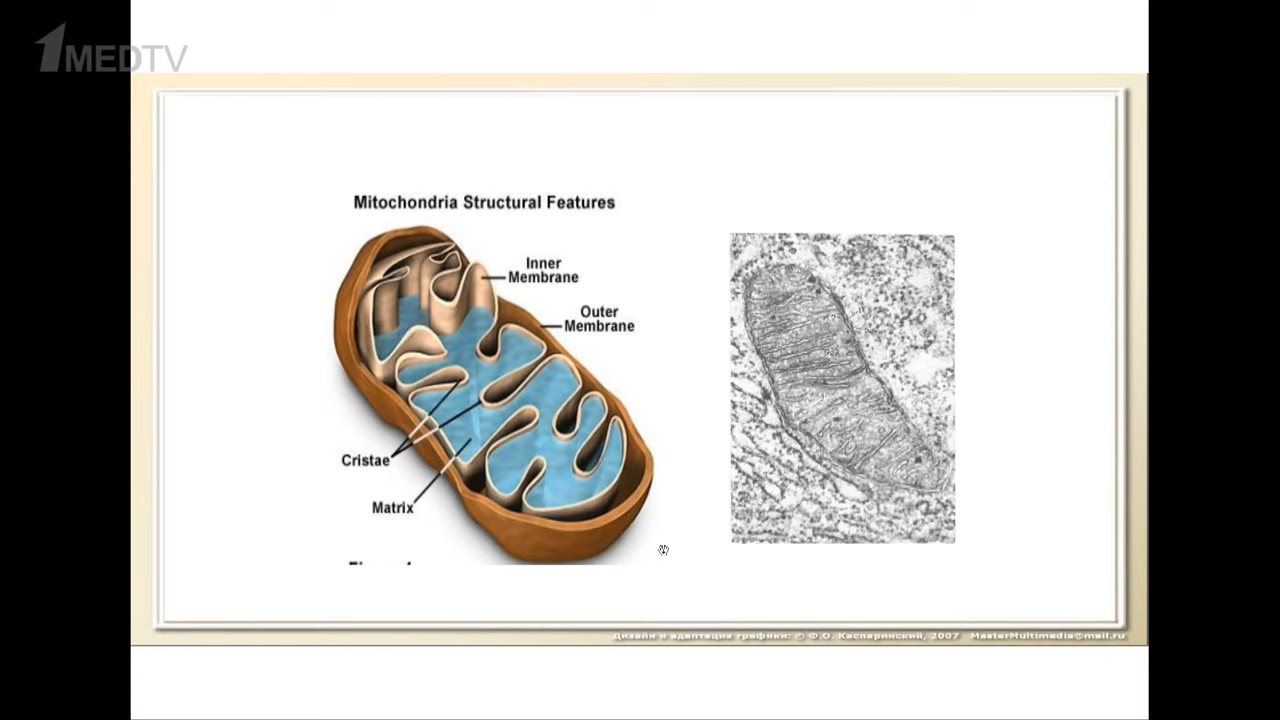 1MEDTV
Mitochondria Structural Features
Inner
Membrane
Outer
Membrane
Cristae
Matrix
Дизайн и адаптация графики: © Ф.О. Каспаринский, 2007 MasterMultimedia@mail.ru